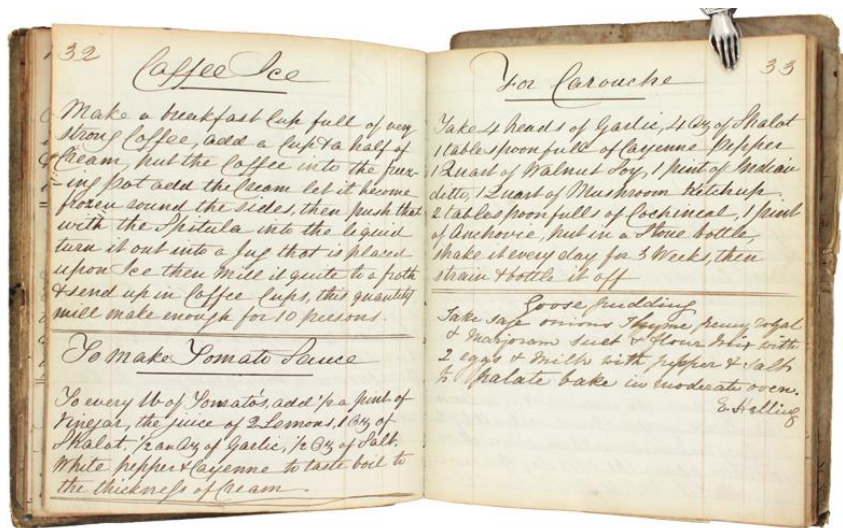 32
Coffee Ice
Make a breakfast Cup full of very
strong Coffee, add a Cup & a half of
Cream, put the Coffee into the freez-
-ing pot add the Cream let it become
frozen round the sides, then push that
with the Spitula into the liquid
turn it out into a Jug that is placed
upon Ice then Mill it quite to a froth
& send up in Coffee Cups, this quantity
will make enough for 10 persons.
To make Tomato Sauce
To every lb of Tomato's, add 1/2 a pint of
Vinegar, the juice of 2 Lemons, 1 Oz of
Shalot, 1/2 an Oz of Garlic, 1/2 Oz of Salt,
White pepper & Cayenne to taste boil to
the thickness of Cream.
33
For Carouche
Take 4 heads of Garlic, 4 Oz of Shalot
1 table spoon full of Cayenne Pepper
1 Quart of Walnut Soy, 1 pint of Indian
ditto, 1 Quart of Mushroom Ketchup.
2 tablespoonfulls of Cochineal, 1 pint
of Anchovie, put in a Stone bottle,
shake it every day for 3 Weeks, then
strain & bottle it off
Goose pudding
Take sage onions Thyme penny royal
& Marjoram suet & flour Mix with
2 eggs & Milk with pepper & salt
to palate bake in moderate oven.
E. Halling